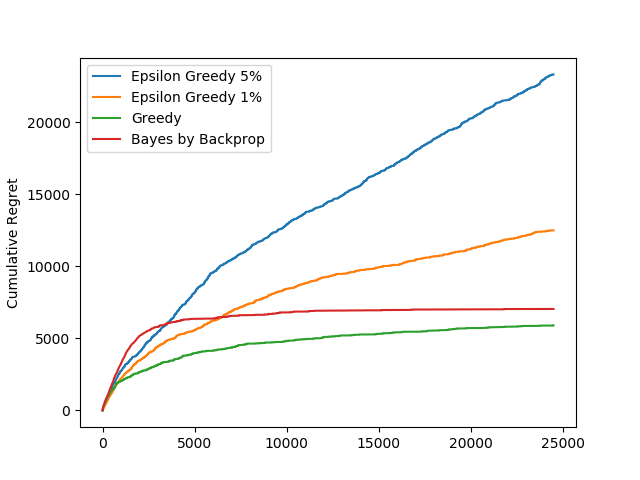 Epsilon Greedy 5%
Epsilon Greedy 1%
Greedy
Bayes by Backprop
Cumulative Regret
20000
15000
10000
5000
0
0 5000 10000 15000 20000 25000